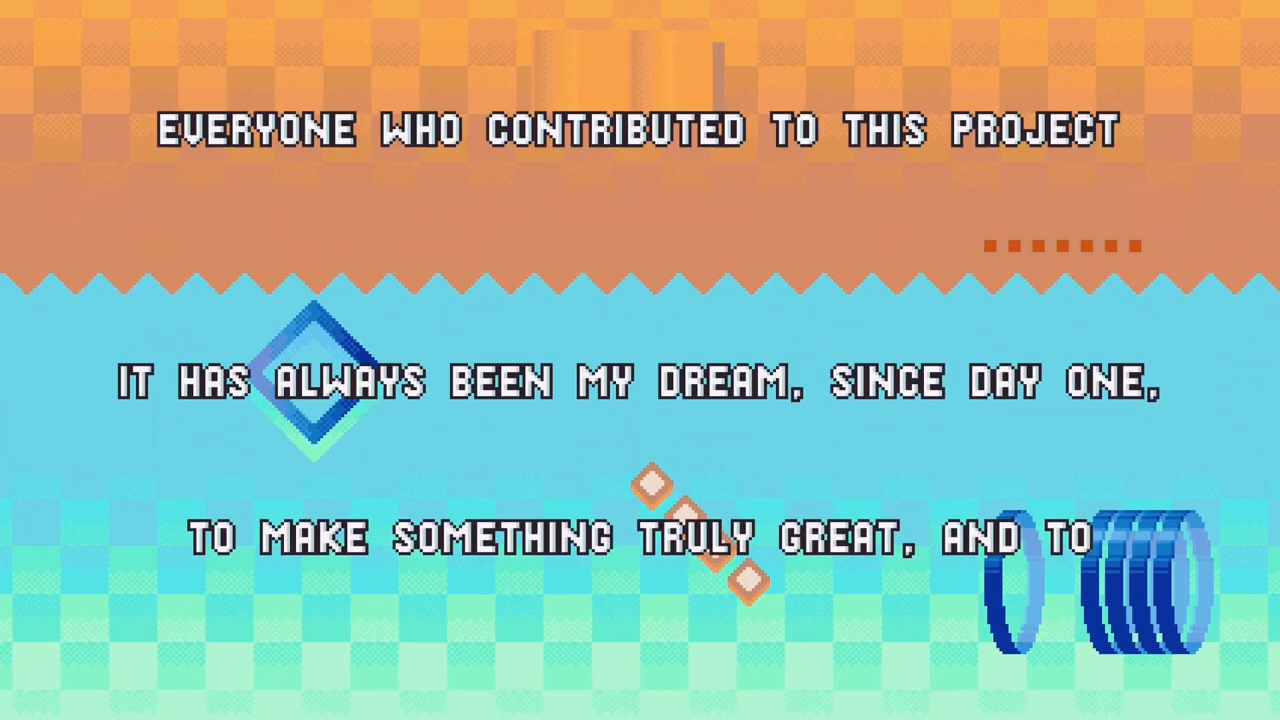 EVERYONE WHO CONTRIBUTED TO THIS PROJECT
IT HAS ALWAYS BEEN MY DREAM, SINCE DAY ONE,
TO MAKE SOMETHING TRULY GREAT, AND TO